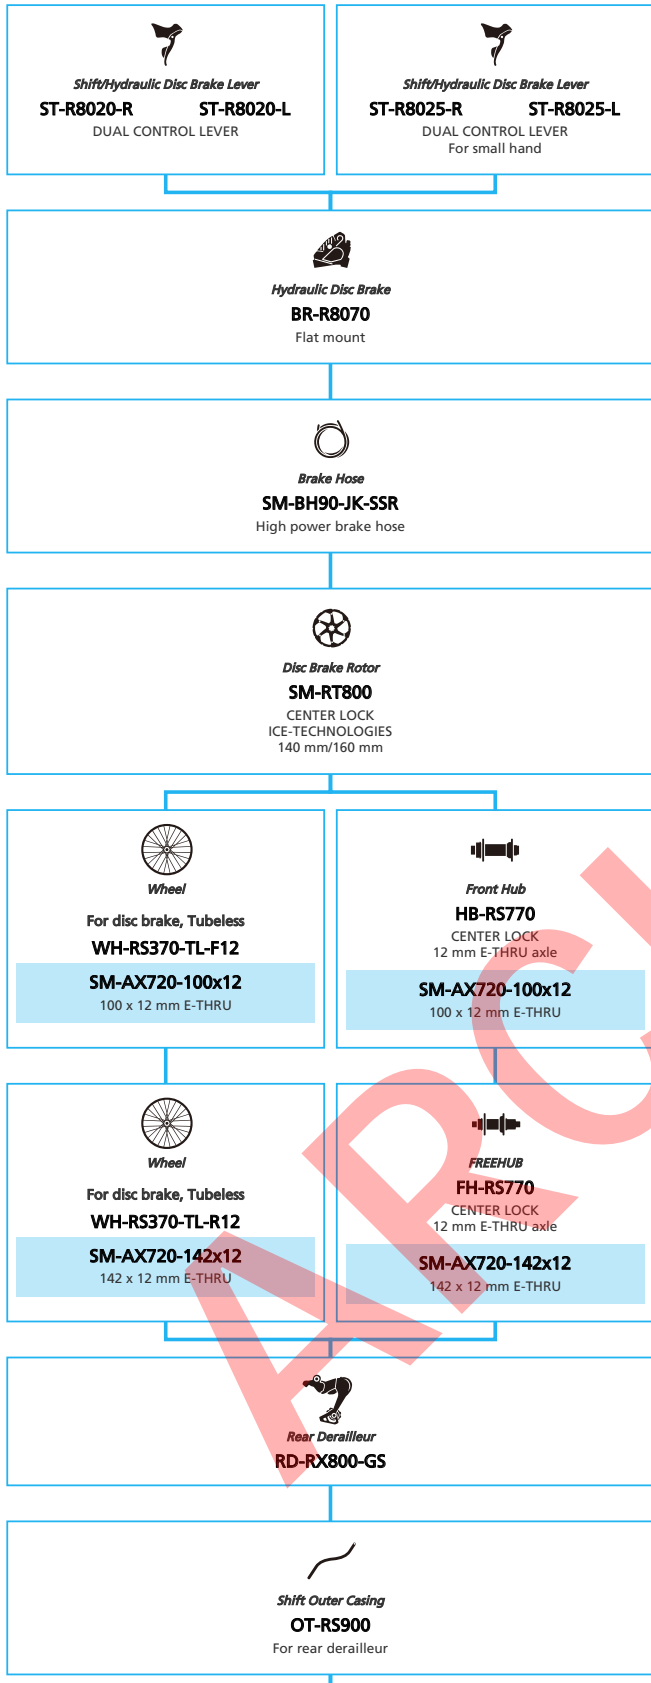 Shift/Hydraulic Disc Brake Lever
ST-R8020-R ST-R8020-L
DUAL CONTROL LEVER
Shift/Hydraulic Disc Brake Lever
ST-R8025-R ST-R8025-L
DUAL CONTROL LEVER
For small hand
Hydraulic Disc Brake
BR-R8070
Flat mount
Brake Hose
SM-BH90-JK-SSR
High power brake hose
Disc Brake Rotor
SM-RT800
CENTER LOCK
ICE-TECHNOLOGIES
140 mm/160 mm
Wheel
For disc brake, Tubeless
WH-RS370-TL-F12
SM-AX720-100x12
100 x 12 mm E-THRU
Front Hub
HB-RS770
CENTER LOCK
12 mm E-THRU axle
SM-AX720-100x12
100 x 12 mm E-THRU
Wheel
For disc brake, Tubeless
WH-RS370-TL-R12
SM-AX720-142x12
142 x 12 mm E-THRU
FREEHUB
FH-RS770
CENTER LOCK
12 mm E-THRU axle
SM-AX720-142x12
142 x 12 mm E-THRU
Rear Derailleur
RD-RX800-GS
Shift Outer Casing
OT-RS900
For rear derailleur